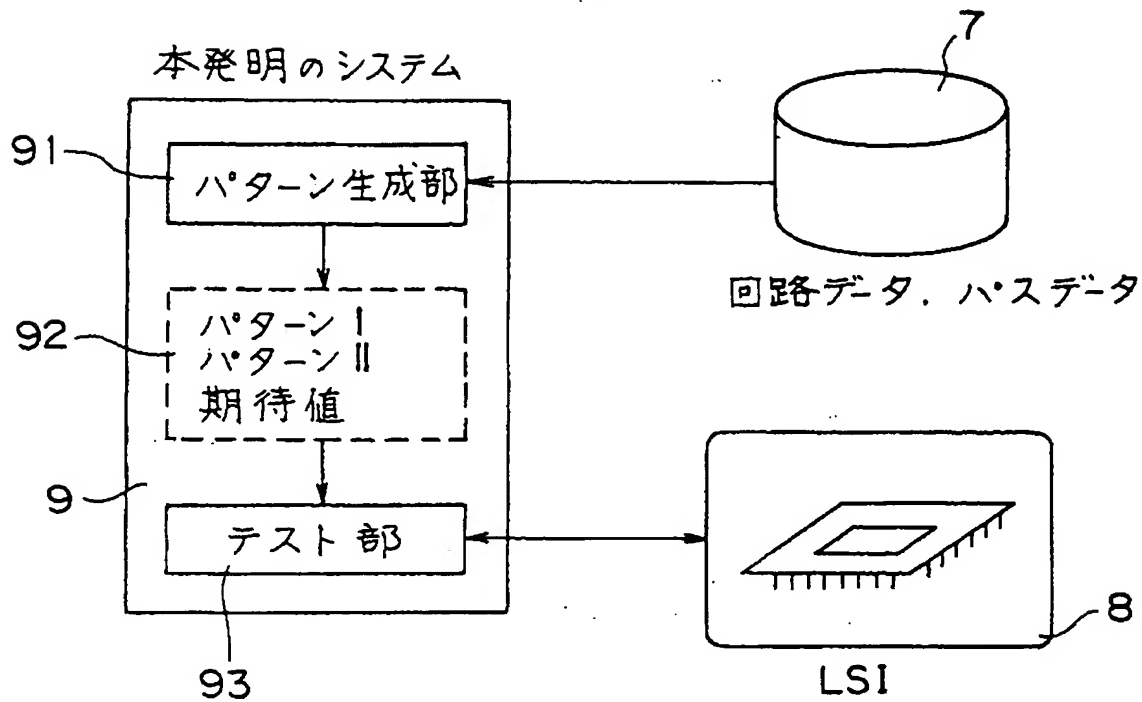 7
本発明のシステム
91
パターン生成部
回路データ，パスデータ
92
パターンⅠ
パターンⅡ
期待値
9
テスト部
8
93
LSI